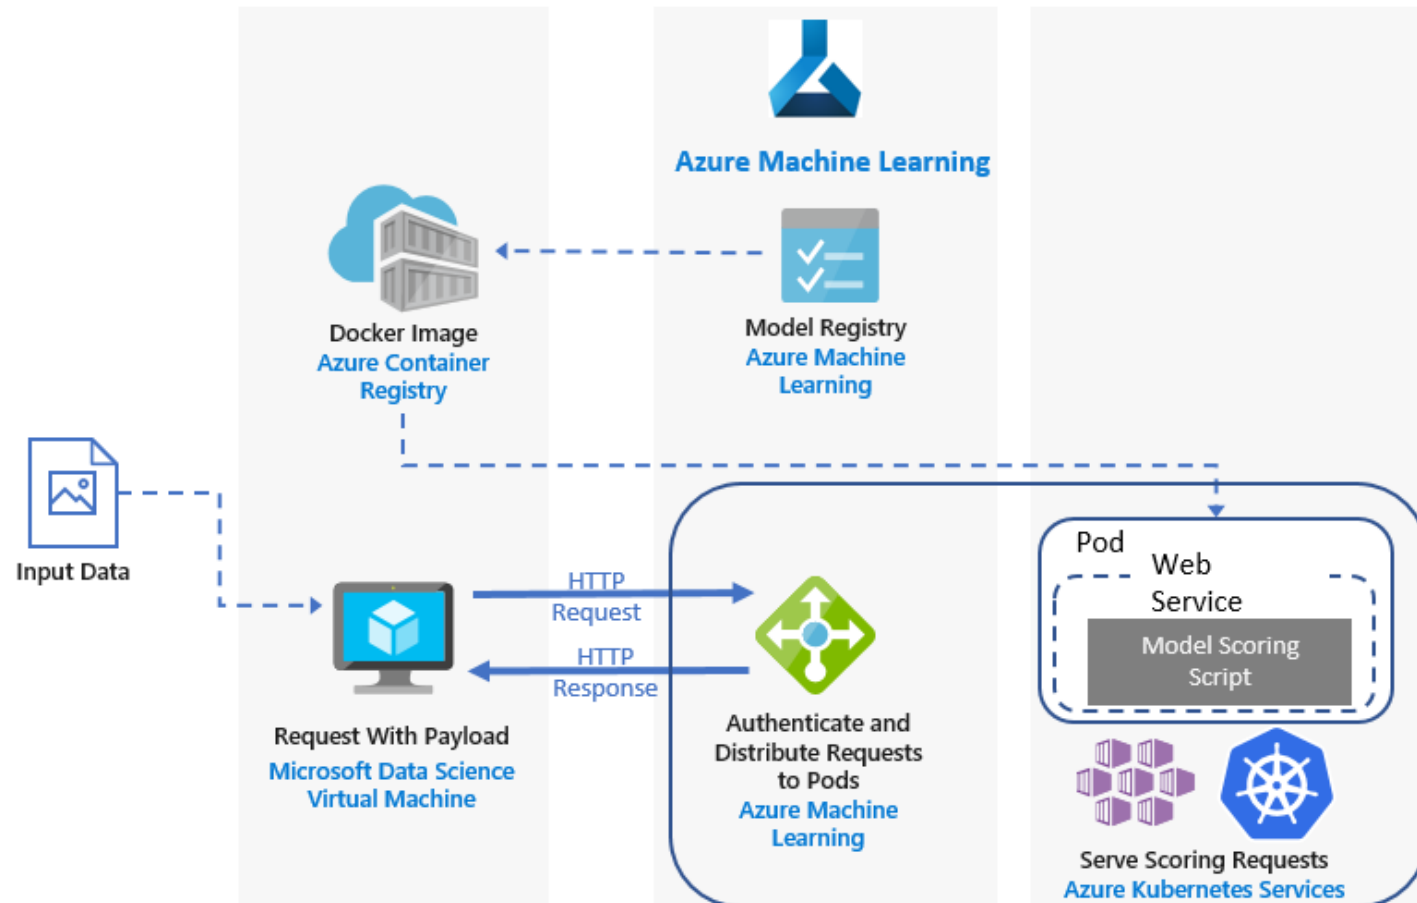 Azure Machine Learning
Docker Image
Azure Container
Registry
Model Registry
Azure Machine
Learning
Input Data
Pod
Web
Service
Model Scoring
Script
HTTP
Request
HTTP
Response
Request With Payload
Microsoft Data Science
Virtual Machine
Authenticate and
Distribute Requests
to Pods
Azure Machine
Learning
Serve Scoring Requests
Azure Kubernetes Services